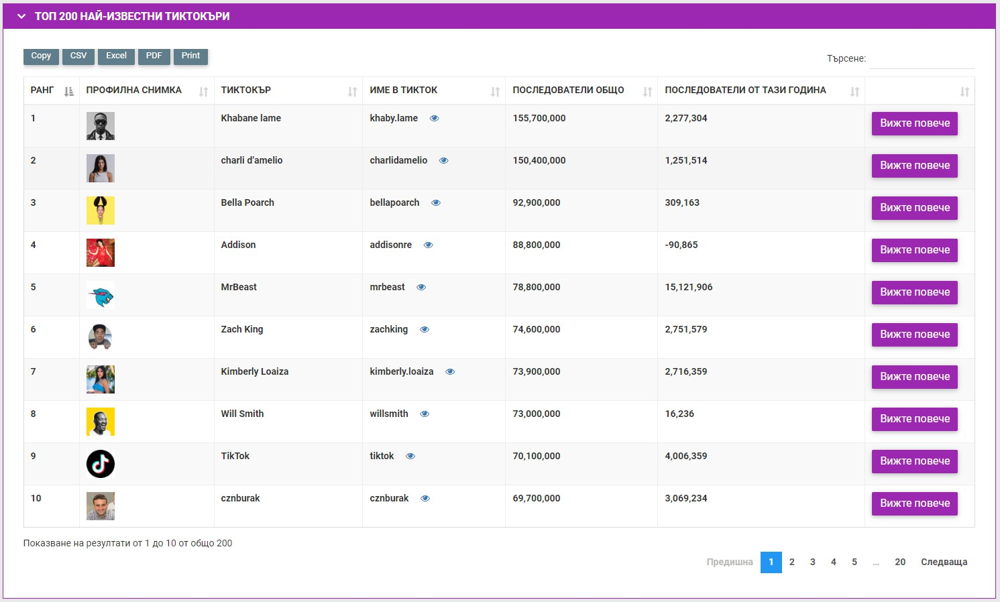 ТОП 200 НАЙ-ИЗВЕСТНИ ТИКТОКЪРИ
Copy CSV Excel PDF Print
Търсене:
РАНГ ПРОФИЛНА СНИМКА ТИКТОКЪР ИМЕ В ТИКТОК ПОСЛЕДОВАТЕЛИ ОБЩО ПОСЛЕДОВАТЕЛИ ОТ ТАЗИ ГОДИНА
1 Khabane lame khaby.lame 155,700,000 2,277,304 Вижте повече
2 charli d’amelio charlidamelio 150,400,000 1,251,514 Вижте повече
3 Bella Poarch bellapoarch 92,900,000 309,163 Вижте повече
4 Addison addisonre 88,800,000 -90,865 Вижте повече
5 MrBeast mrbeast 78,800,000 15,121,906 Вижте повече
6 Zach King zachking 74,600,000 2,751,579 Вижте повече
7 Kimberly Loaiza kimberly.loaiza 73,900,000 2,716,359 Вижте повече
8 Will Smith willsmith 73,000,000 16,236 Вижте повече
9 TikTok tiktok 70,100,000 4,006,359 Вижте повече
10 cznburak cznburak 69,700,000 3,069,234 Вижте повече
Показване на резултати от 1 до 10 от общо 200
Предишна 1 2 3 4 5 … 20 Следваща